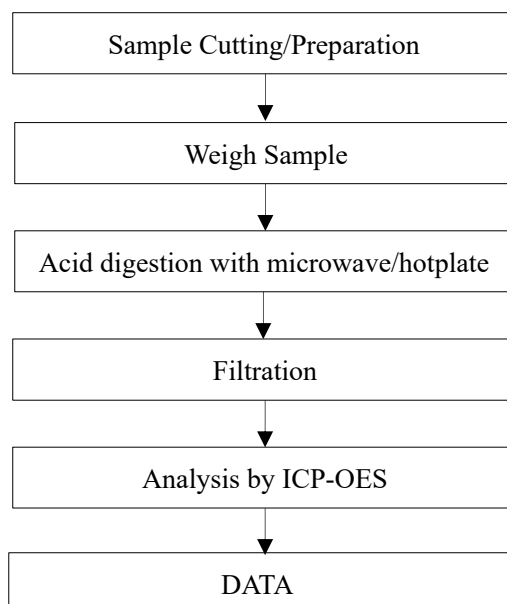 Sample Cutting/Preparation
Weigh Sample
Acid digestion with microwave/hotplate
Filtration
Analysis by ICP-OES
DATA